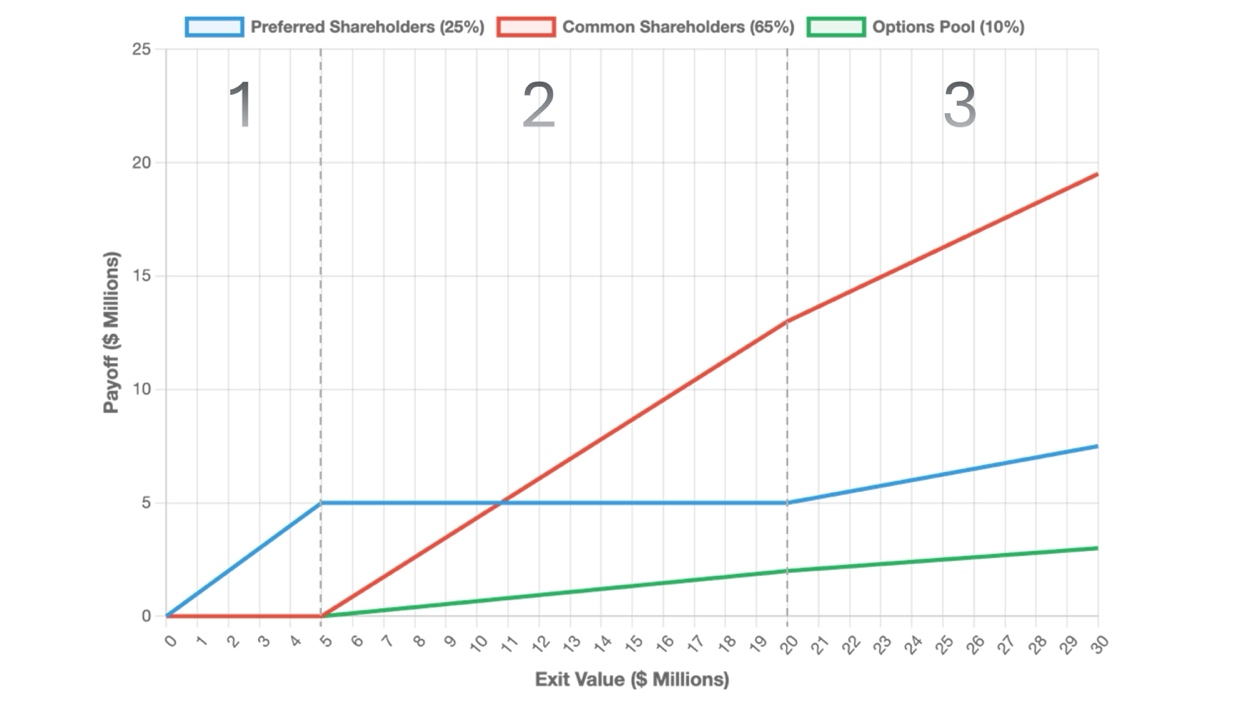 Preferred Shareholders (25%) Common Shareholders (65%) Options Pool (10%)
25
1 2 3
20
15
10
5
0
Payoff ($ Millions)
0 1 2 3 4 5 6 7 8 9 10 11 12 13 14 15 16 17 18 19 20 21 22 23 24 25 26 27 28 29 30
Exit Value ($ Millions)